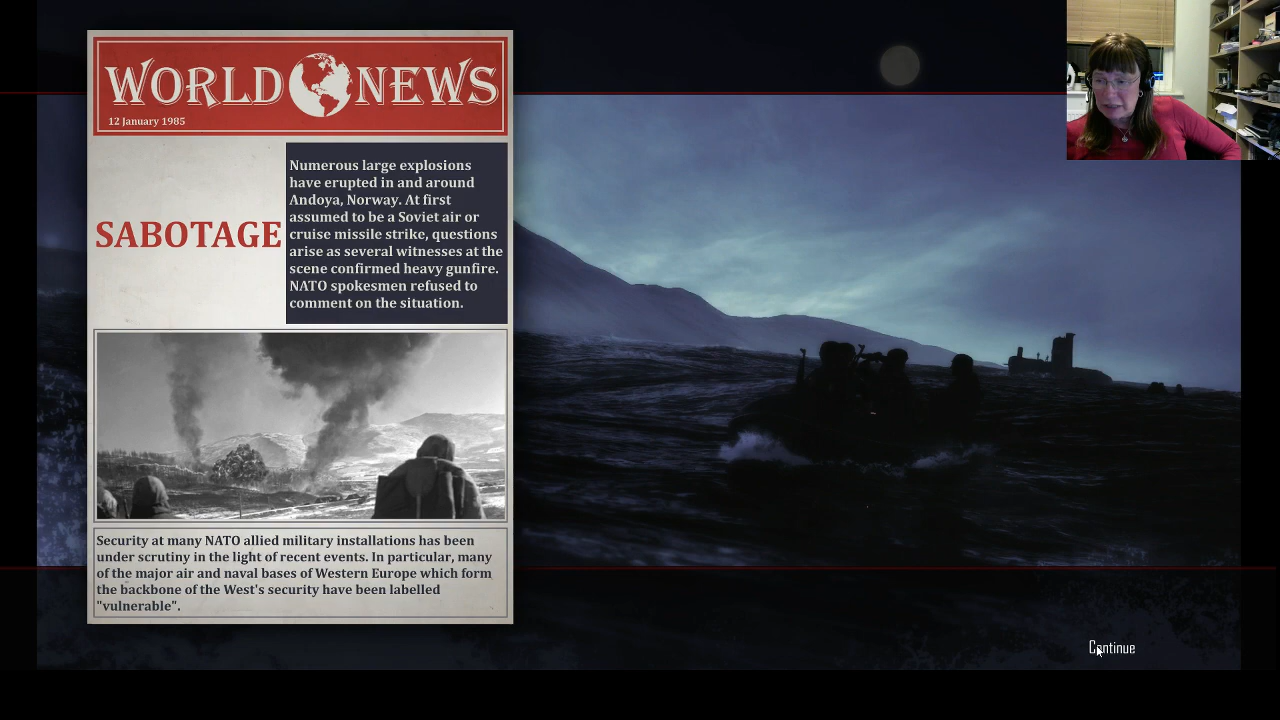 WORLD NEWS
12 January 1985
SABOTAGE
Numerous large explosions
have erupted in and around
Andoya, Norway. At first
assumed to be a Soviet air or
cruise missile strike, questions
arise as several witnesses at the
scene confirmed heavy gunfire.
NATO spokesmen refused to
comment on the situation.
Security at many NATO allied military installations has been
under scrutiny in the light of recent events. In particular, many
of the major air and naval bases of Western Europe which form
the backbone of the West's security have been labelled
"vulnerable".
Continue